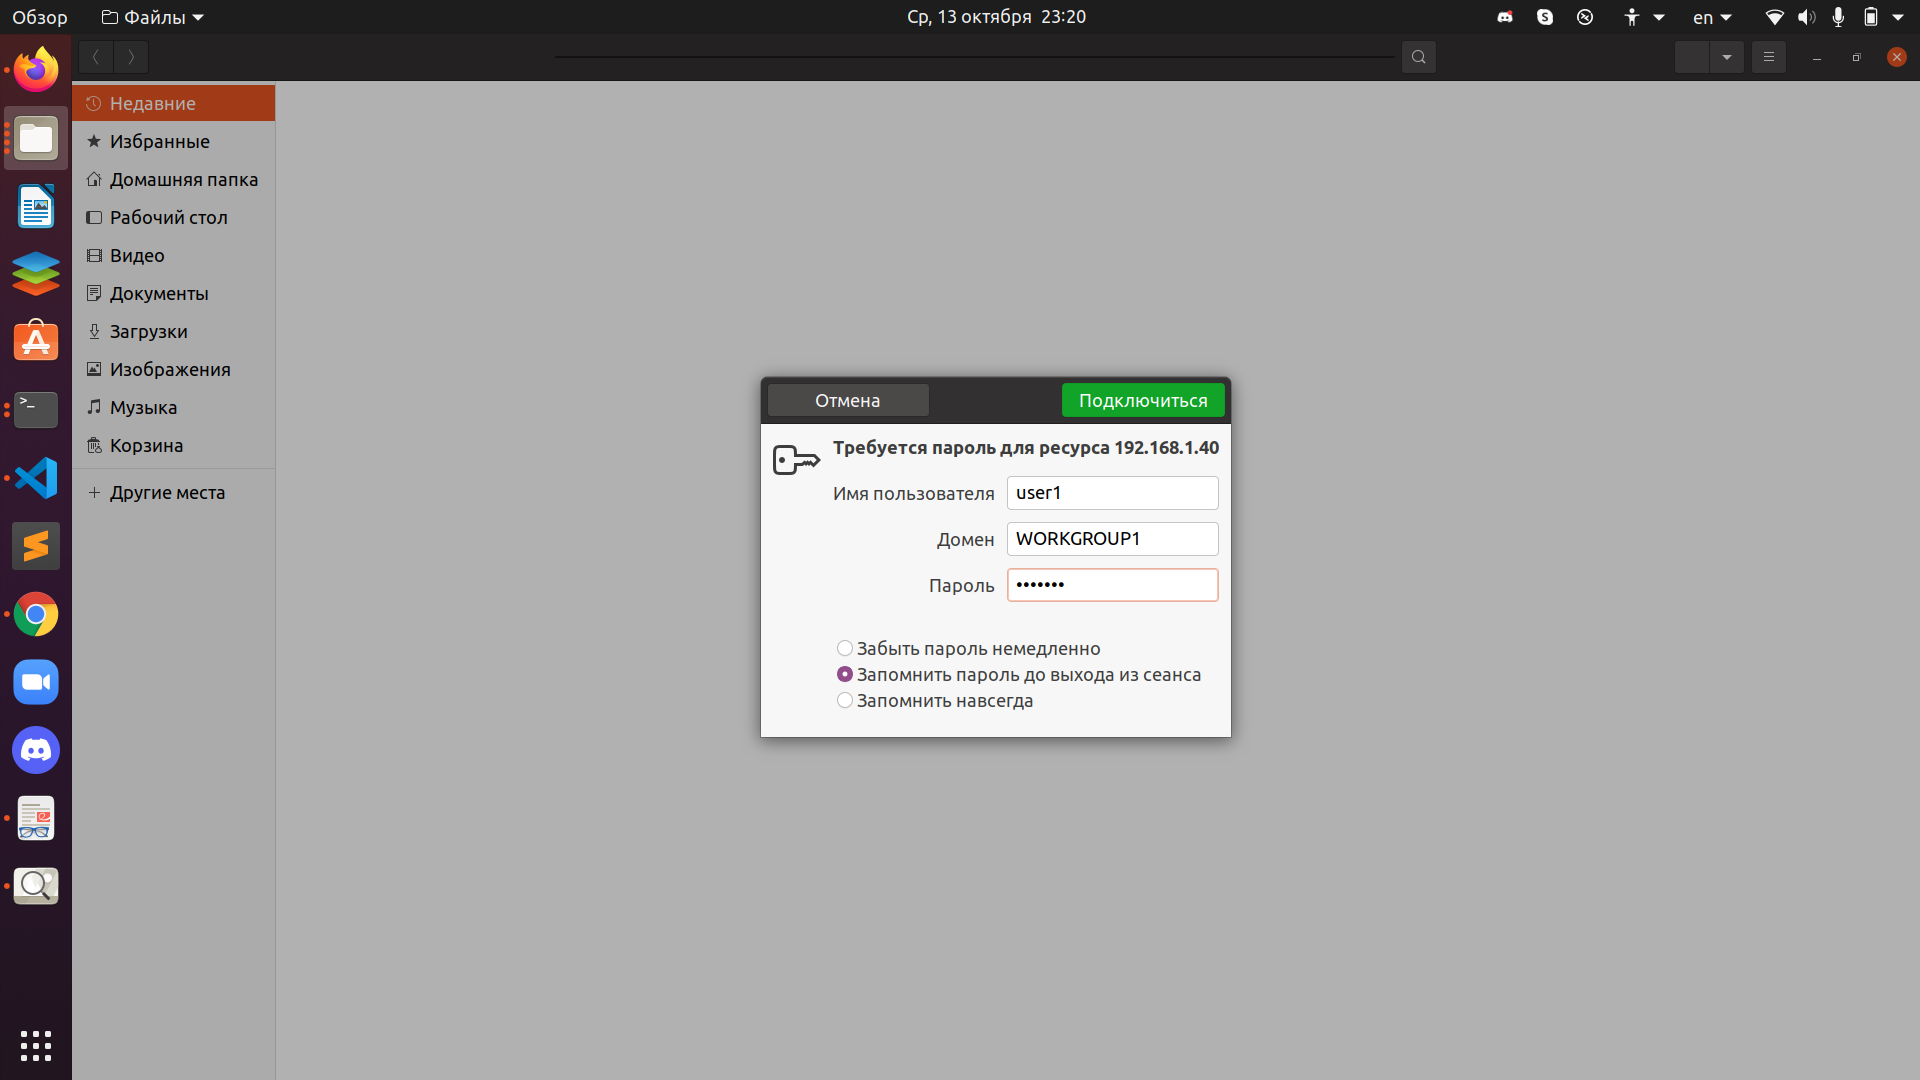 Обзор
Файлы
Ср, 13 октября 23:20
en
Недавние
Избранные
Домашняя папка
Рабочий стол
Видео
Документы
Загрузки
Изображения
Музыка
Корзина
Другие места
Отмена
Подключиться
Требуется пароль для ресурса 192.168.1.40
Имя пользователя user1
Домен WORKGROUP1
Пароль •••••••
Забыть пароль немедленно
Запомнить пароль до выхода из сеанса
Запомнить навсегда